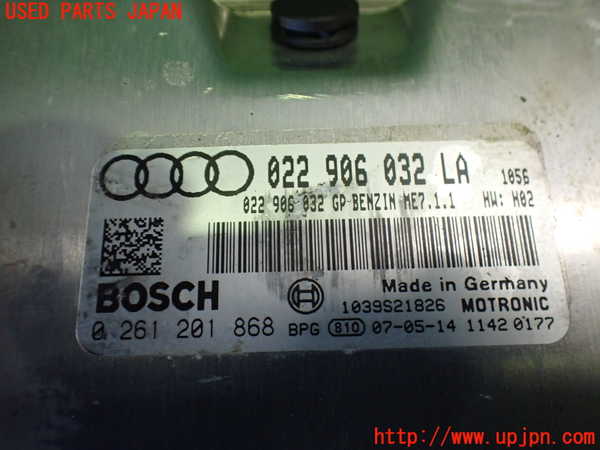 USED PARTS JAPAN
022 906 032 LA 1056
022 906 032 GP BENZIN ME7.1.1 HW: H02
BOSCH
Made in Germany
1039S21826 MOTRONIC
0 261 201 868 BPG 810 07-05-14 1142 0177
www.upjpn.com